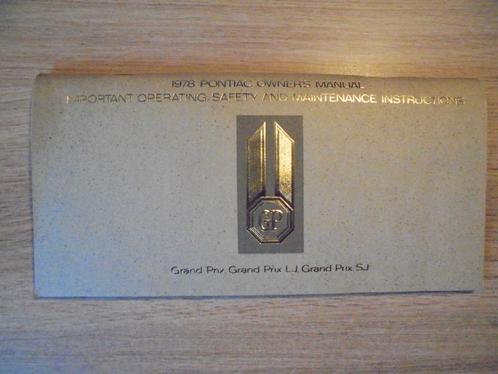 1978 PONTIAC OWNER'S MANUAL
IMPORTANT OPERATING, SAFETY AND MAINTENANCE INSTRUCTIONS
GP
Grand Prix, Grand Prix LJ, Grand Prix SJ